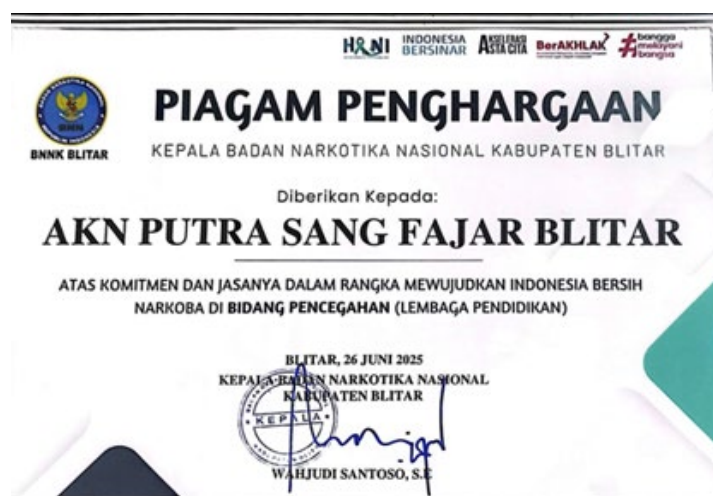 HANI INDONESIA BERSINAR AKSELERASI ASTA CITA BerAKHLAK #bangga melayani bangsa
BNNK BLITAR
PIAGAM PENGHARGAAN
KEPALA BADAN NARKOTIKA NASIONAL KABUPATEN BLITAR
Diberikan Kepada:
AKN PUTRA SANG FAJAR BLITAR
ATAS KOMITMEN DAN JASANYA DALAM RANGKA MEWUJUDKAN INDONESIA BERSIH
NARKOBA DI BIDANG PENCEGAHAN (LEMBAGA PENDIDIKAN)
BLITAR, 26 JUNI 2025
KEPALA BADAN NARKOTIKA NASIONAL
KABUPATEN BLITAR
KEPALA
WAHJUDI SANTOSO, S.E